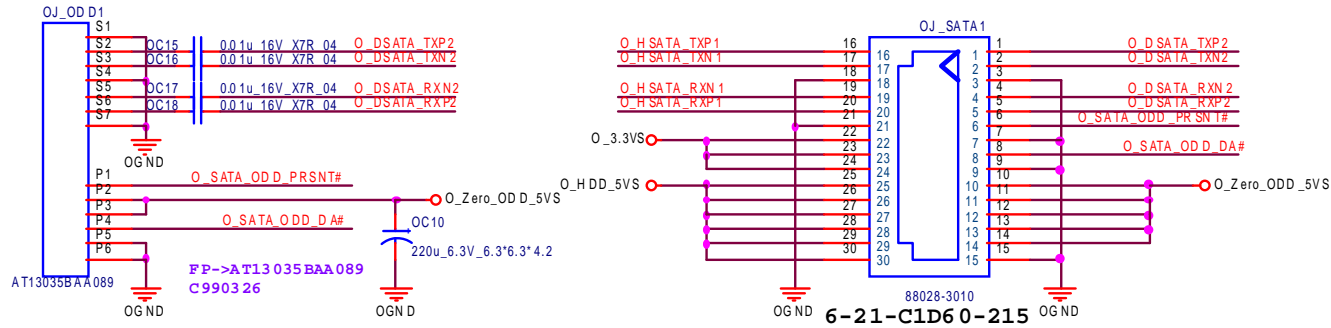 OJ_ODD1
S1
S2
S3
S4
S5
S6
S7
OC15 0.01u_16V_X7R_04 O_DSATA_TXP2
OC16 0.01u_16V_X7R_04 O_DSATA_TXN2
OC17 0.01u_16V_X7R_04 O_DSATA_RXN2
OC18 0.01u_16V_X7R_04 O_DSATA_RXP2
OGND
P1
P2
P3
P4
P5
P6
O_SATA_ODD_PRSNT#
O_Zero_ODD_5VS
O_SATA_ODD_DA#
OC10
220u_6.3V_6.3*6.3*4.2
AT13035BAA089
FP->AT13035BAA089
C990326
OGND
OGND
OJ_SATA1
O_HSATA_TXP1
O_HSATA_TXN1
O_HSATA_RXN1
O_HSATA_RXP1
O_3.3VS
O_HDD_5VS
16
17
18
19
20
21
22
23
24
25
26
27
28
29
30
16
17
18
19
20
21
22
23
24
25
26
27
28
29
30
1
2
3
4
5
6
7
8
9
10
11
12
13
14
15
1
2
3
4
5
6
7
8
9
10
11
12
13
14
15
O_DSATA_TXP2
O_DSATA_TXN2
O_DSATA_RXN2
O_DSATA_RXP2
O_SATA_ODD_PRSNT#
O_SATA_ODD_DA#
O_Zero_ODD_5VS
88028-3010
OGND
6-21-C1D60-215
OGND